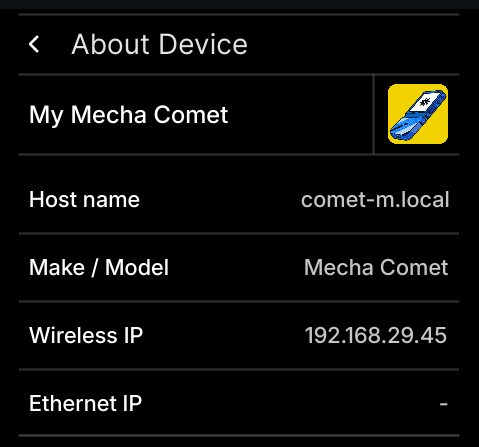 About Device
My Mecha Comet
Host name comet-m.local
Make / Model Mecha Comet
Wireless IP 192.168.29.45
Ethernet IP -